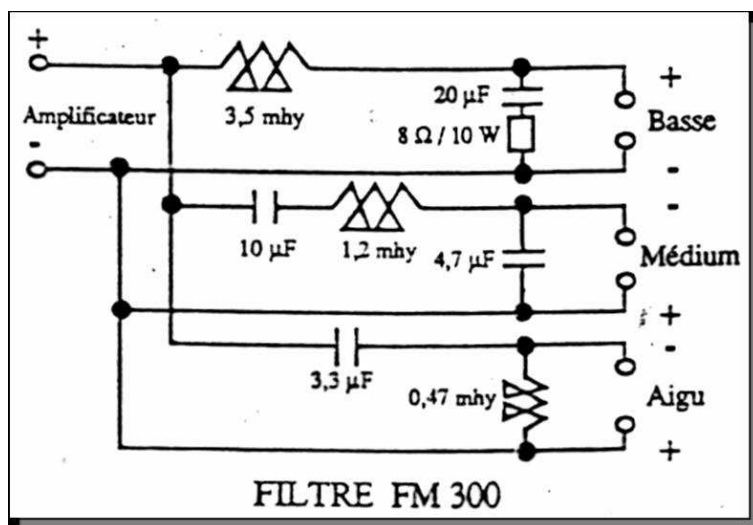 +
3,5 mhy
20 µF
8 Ω / 10 W
+
Basse
-
Amplificateur
-
10 µF
1,2 mhy
4,7 µF
-
Médium
+
3,3 µF
0,47 mhy
-
Aigu
+
FILTRE FM 300